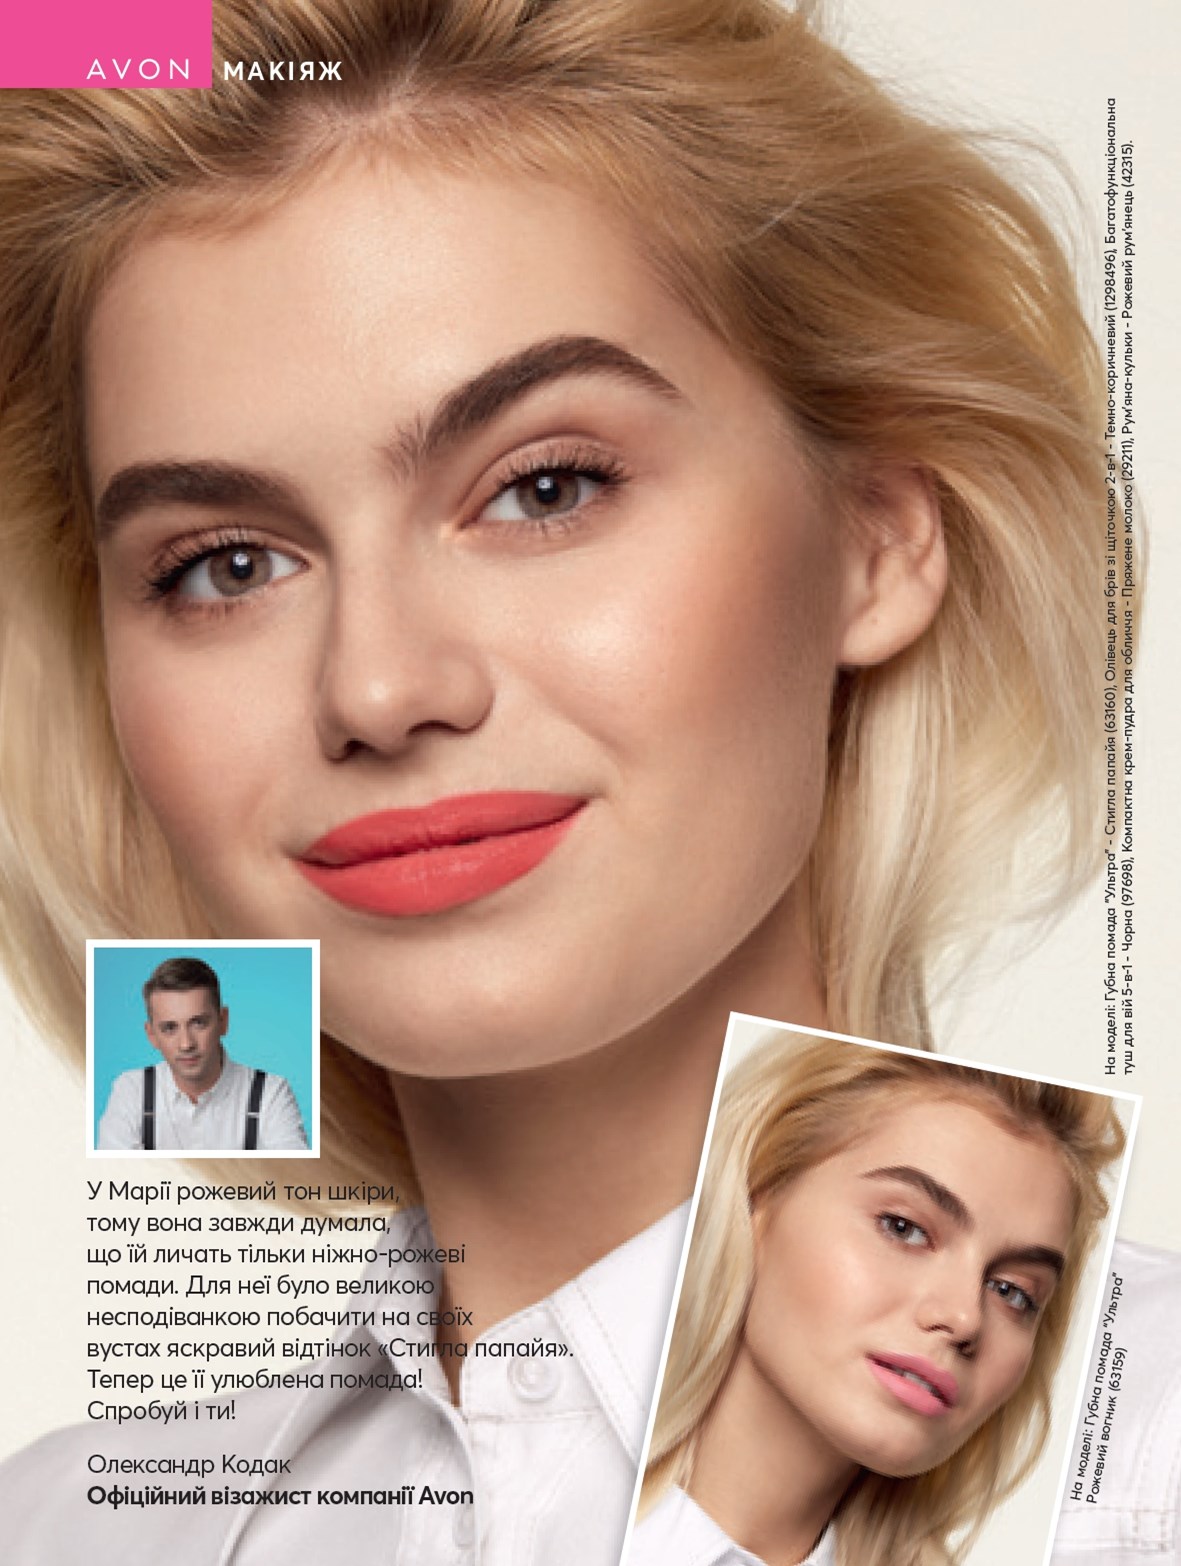 AVON МАКІЯЖ
На моделі: Губна помада "Ультра" - Стигла папайя (63160), Олівець для брів зі щіточкою 2-в-1 - Темно-коричневий (1298496), Багатофункціональна
туш для вій 5-в-1 - Чорна (97698), Компактна крем-пудра для обличчя - Пряжене молоко (29211), Рум'яна-кульки - Рожевий рум'янець (42315).
У Марії рожевий тон шкіри,
тому вона завжди думала,
що їй личать тільки ніжно-рожеві
помади. Для неї було великою
несподіванкою побачити на своїх
вустах яскравий відтінок «Стигла папайя».
Тепер це її улюблена помада!
Спробуй і ти!
Олександр Кодак
Офіційний візажист компанії Avon
На моделі: Губна помада "Ультра"
Рожевий вогник (63159)